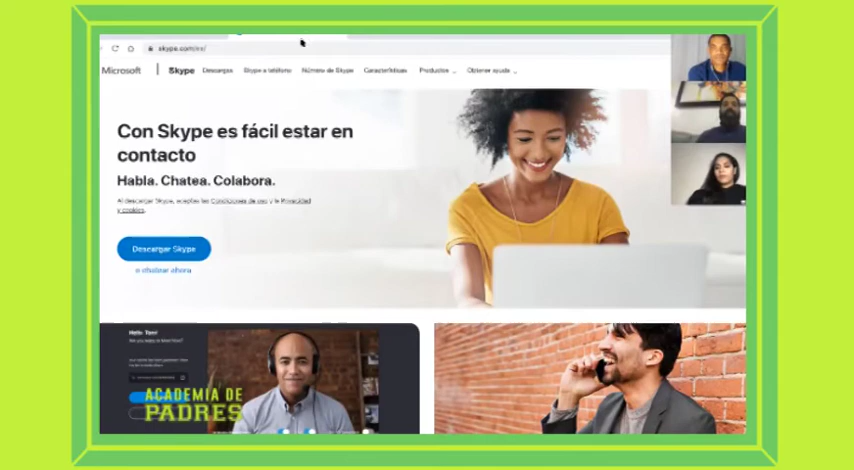 skype.com/es/
Microsoft | Skype Descargas Skype a teléfono Número de Skype Características Productos Obtener ayuda
Con Skype es fácil estar en
contacto
Habla. Chatea. Colabora.
Al descargar Skype, aceptas las Condiciones de uso y la Privacidad
y cookies.
Descargar Skype
o chatear ahora
Hello Tom!
ACADEMIA DE
PADRES